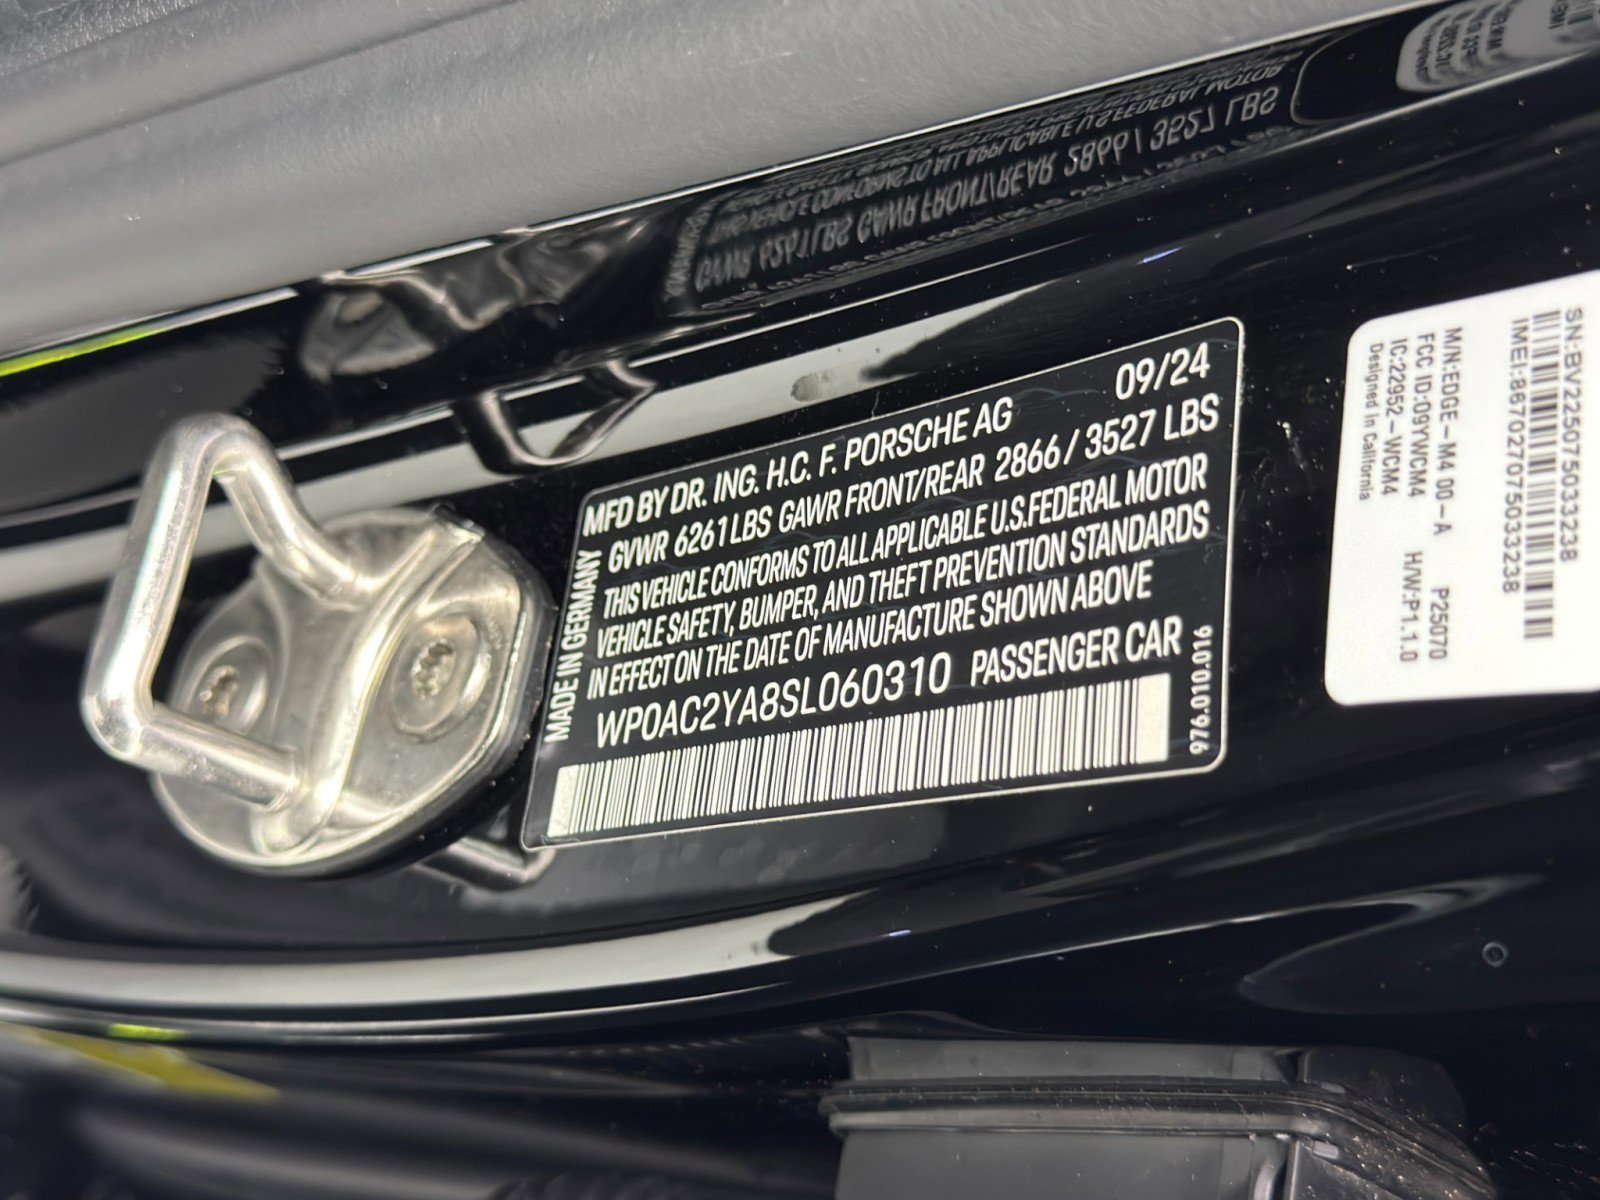 MFD BY DR. ING. H.C. F. PORSCHE AG 09/24
GVWR 6261 LBS GAWR FRONT/REAR 2866 / 3527 LBS
THIS VEHICLE CONFORMS TO ALL APPLICABLE U.S.FEDERAL MOTOR
VEHICLE SAFETY, BUMPER, AND THEFT PREVENTION STANDARDS
IN EFFECT ON THE DATE OF MANUFACTURE SHOWN ABOVE
WP0AC2YA8SL060310 PASSENGER CAR
MADE IN GERMANY
976.010.016
SN:BV22507503323​8
IMEI:867027075033238
M/N:EDGE-M4 00-A P25070
FCC ID:09YWCM4 H/W:P1.1.0
IC:22952-WCM4
Designed in California